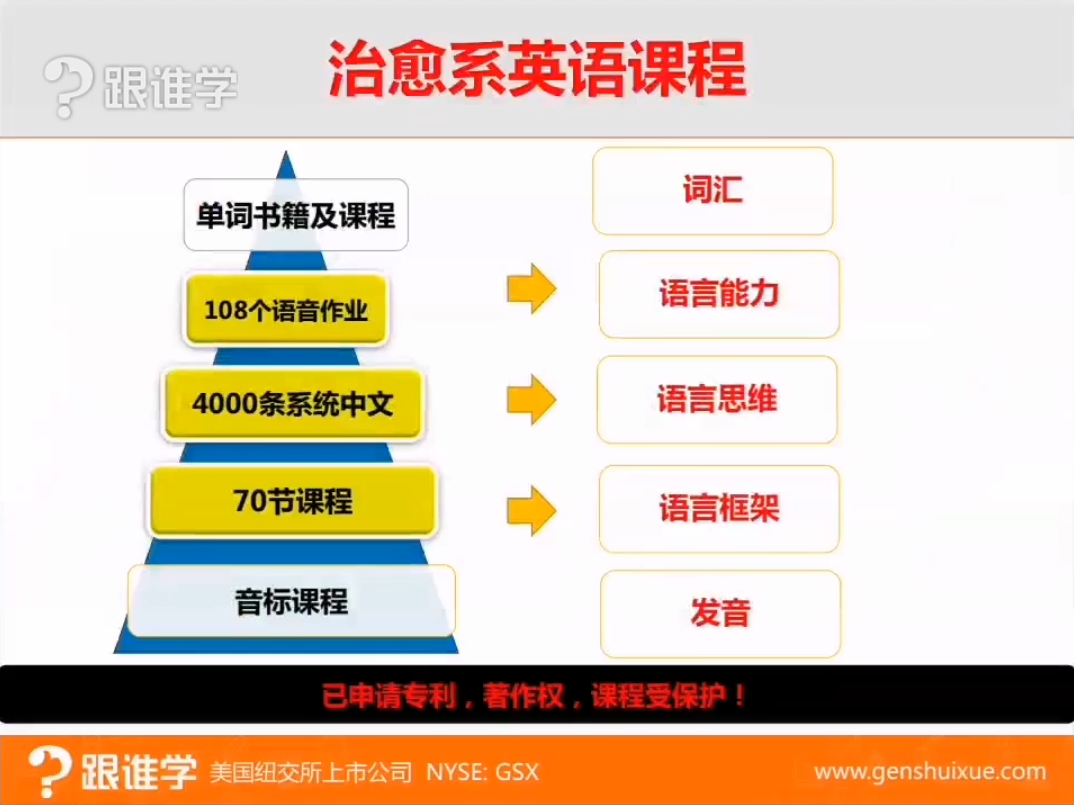 跟谁学
治愈系英语课程
单词书籍及课程
词汇
108个语音作业
语言能力
4000条系统中文
语言思维
70节课程
语言框架
音标课程
发音
已申请专利，著作权，课程受保护！
跟谁学 美国纽交所上市公司 NYSE: GSX
www.genshuixue.com